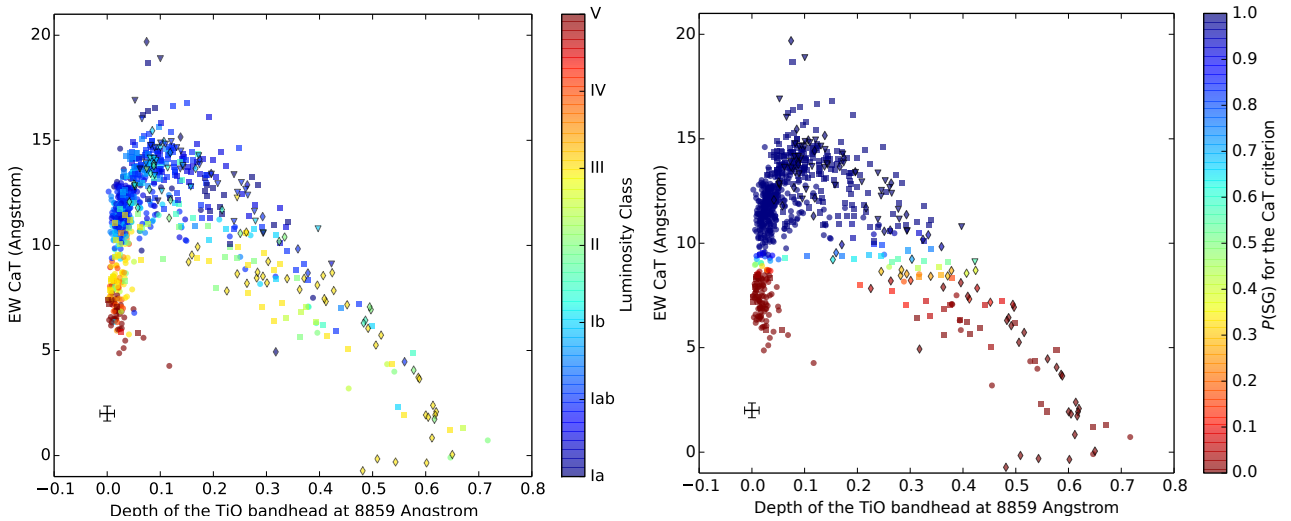 20
15
10
5
0
EW CaT (Angstrom)
−0.1 0.0 0.1 0.2 0.3 0.4 0.5 0.6 0.7 0.8
Depth of the TiO bandhead at 8859 Angstrom
V
IV
III
II
Ib
Iab
Ia
Luminosity Class
20
15
10
5
0
EW CaT (Angstrom)
−0.1 0.0 0.1 0.2 0.3 0.4 0.5 0.6 0.7 0.8
Depth of the TiO bandhead at 8859 Angstrom
1.0
0.9
0.8
0.7
0.6
0.5
0.4
0.3
0.2
0.1
0.0
P(SG) for the CaT criterion